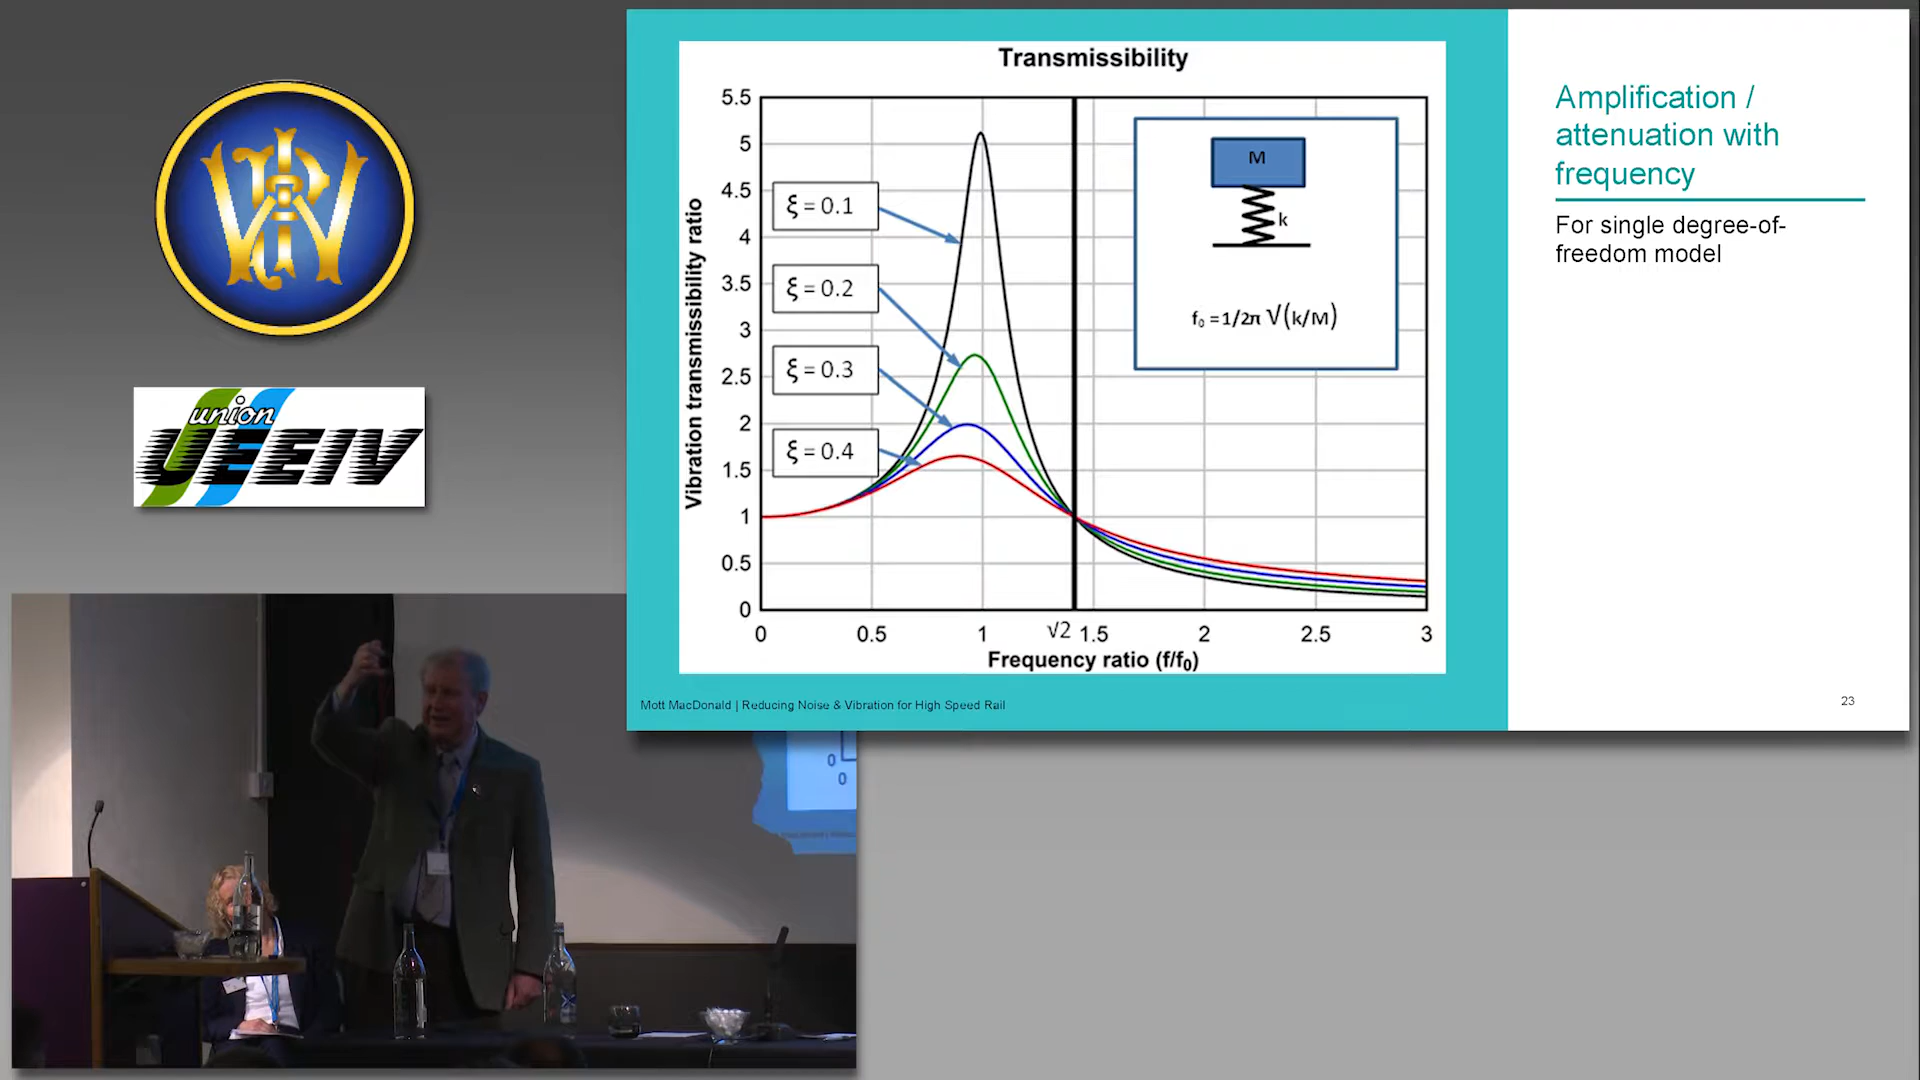 union
UEEIV
Transmissibility
Vibration transmissibility ratio
5.5
5
4.5
4
3.5
3
2.5
2
1.5
1
0.5
0
ξ = 0.1
ξ = 0.2
ξ = 0.3
ξ = 0.4
M
k
f₀ =1/2π √(k/M)
0 0.5 1 √2 1.5 2 2.5 3
Frequency ratio (f/f₀)
Mott MacDonald | Reducing Noise & Vibration for High Speed Rail
Amplification /
attenuation with
frequency
For single degree-of-
freedom model
23
0
0